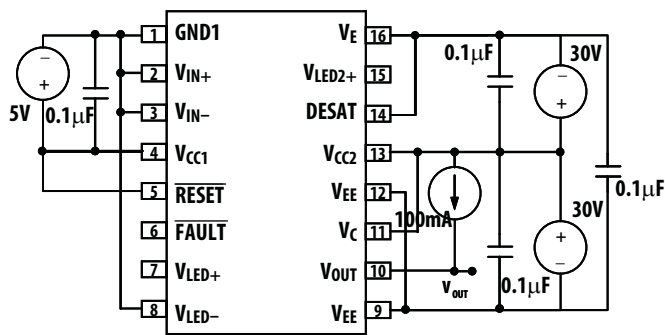 1 GND1
2 VIN+
3 VIN-
4 VCC1
5 RESET
6 FAULT
7 VLED+
8 VLED-
VE 16
VLED2+ 15
DESAT 14
VCC2 13
VEE 12
VC 11
VOUT 10
VEE 9
5V
0.1µF
0.1µF
30V
0.1µF
100mA
30V
0.1µF
VOUT